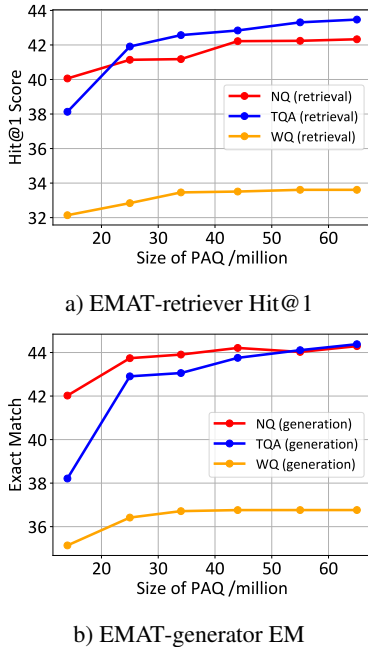 44
42
40
38
36
34
32
Hit@1 Score
NQ (retrieval)
TQA (retrieval)
WQ (retrieval)
20 30 40 50 60
Size of PAQ /million
a) EMAT-retriever Hit@1
44
42
40
38
36
Exact Match
NQ (generation)
TQA (generation)
WQ (generation)
20 30 40 50 60
Size of PAQ /million
b) EMAT-generator EM